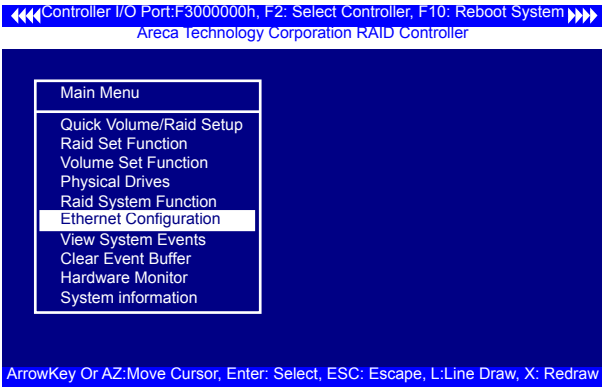 Controller I/O Port:F3000000h, F2: Select Controller, F10: Reboot System
Areca Technology Corporation RAID Controller
Main Menu
Quick Volume/Raid Setup
Raid Set Function
Volume Set Function
Physical Drives
Raid System Function
Ethernet Configuration
View System Events
Clear Event Buffer
Hardware Monitor
System information
ArrowKey Or AZ:Move Cursor, Enter: Select, ESC: Escape, L:Line Draw, X: Redraw